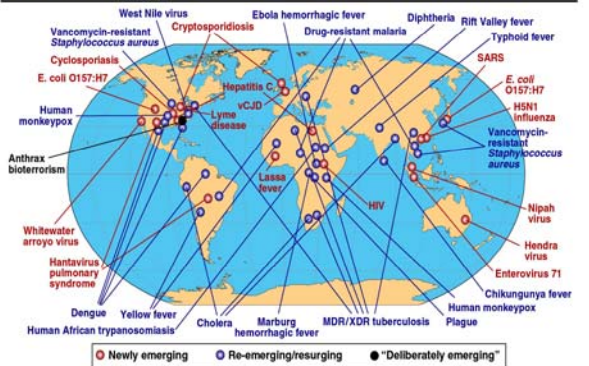 West Nile virus
Ebola hemorrhagic fever
Diphtheria
Rift Valley fever
Cryptosporidiosis
Drug-resistant malaria
Typhoid fever
Vancomycin-resistant
Staphylococcus aureus
SARS
Cyclosporiasis
E. coli O157:H7
Hepatitis C
vCJD
E. coli
O157:H7
Human
monkeypox
Lyme
disease
H5N1
influenza
Vancomycin-
resistant
Staphylococcus
aureus
Anthrax
bioterrorism
Lassa
fever
HIV
Nipah
virus
Whitewater
arroyo virus
Hendra
virus
Hantavirus
pulmonary
syndrome
Enterovirus 71
Chikungunya fever
Dengue
Yellow fever
Human African trypanosomiasis
Cholera
Marburg
hemorrhagic fever
MDR/XDR tuberculosis
Human monkeypox
Plague
Newly emerging
Re-emerging/resurging
"Deliberately emerging"